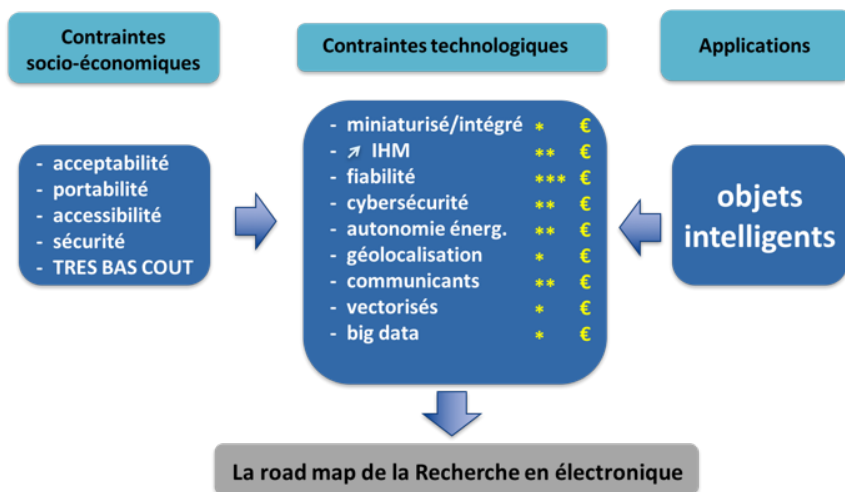 Contraintes
socio-économiques
- acceptabilité
- portabilité
- accessibilité
- sécurité
- TRES BAS COUT
Contraintes technologiques
- miniaturisé/intégré * €
- ↗ IHM ** €
- fiabilité *** €
- cybersécurité ** €
- autonomie énerg. ** €
- géolocalisation * €
- communicants ** €
- vectorisés * €
- big data * €
Applications
objets
intelligents
La road map de la Recherche en électronique